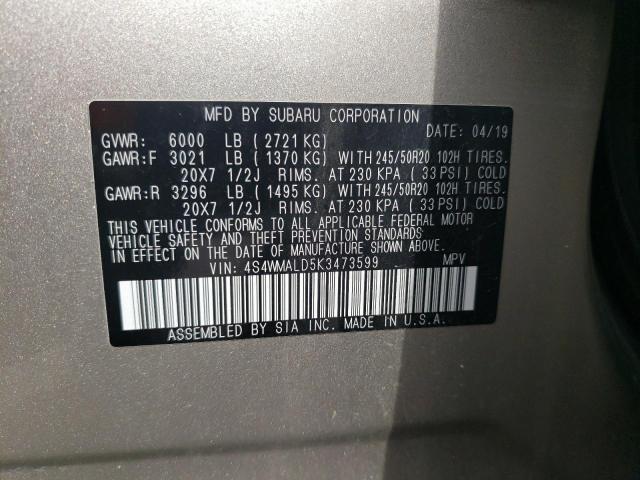 MFD BY SUBARU CORPORATION
DATE: 04/19
GVWR: 6000 LB (2721 KG)
GAWR:F 3021 LB (1370 KG) WITH 245/50R20 102H TIRES.
20X7 1/2J RIMS. AT 230 KPA (33 PSI) COLD
GAWR:R 3296 LB (1495 KG) WITH 245/50R20 102H TIRES.
20X7 1/2J RIMS. AT 230 KPA (33 PSI) COLD
THIS VEHICLE CONFORMS TO ALL APPLICABLE FEDERAL MOTOR
VEHICLE SAFETY AND THEFT PREVENTION STANDARDS
IN EFFECT ON THE DATE OF MANUFACTURE SHOWN ABOVE.
VIN: 4S4WMALD5K3473599 MPV
ASSEMBLED BY SIA INC. MADE IN U.S.A.